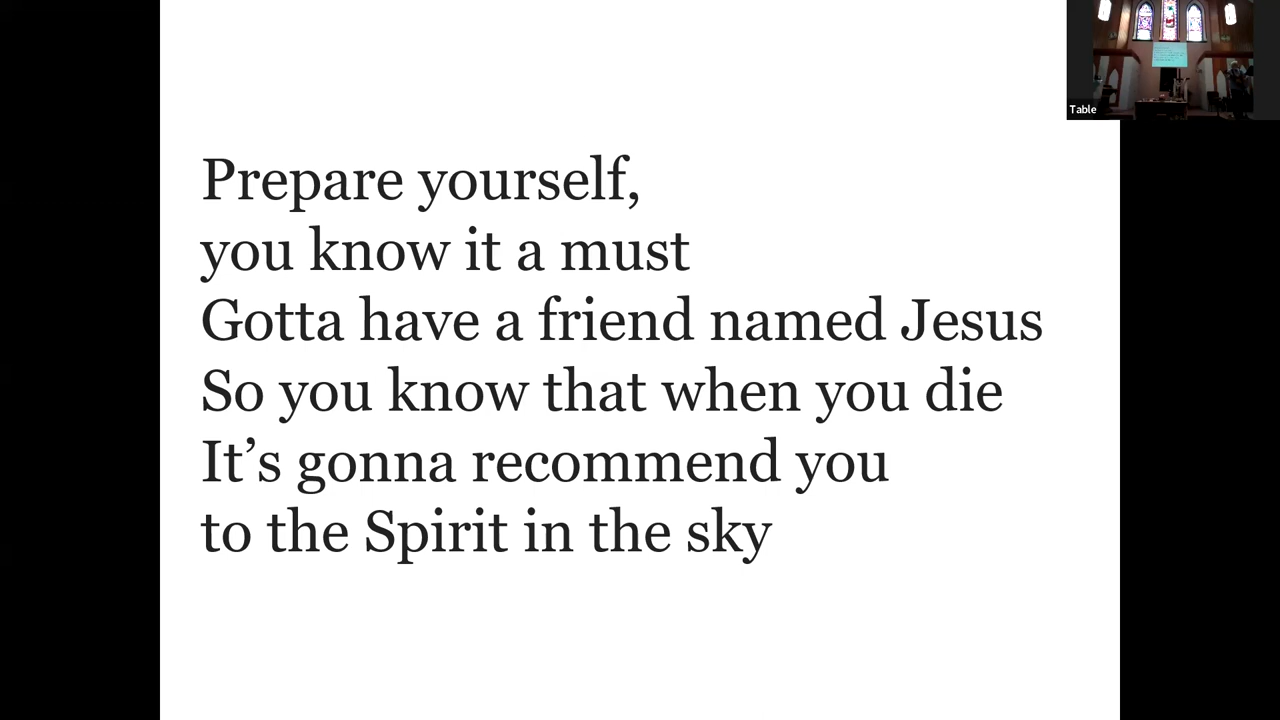 Table
Prepare yourself,
you know it a must
Gotta have a friend named Jesus
So you know that when you die
It’s gonna recommend you
to the Spirit in the sky